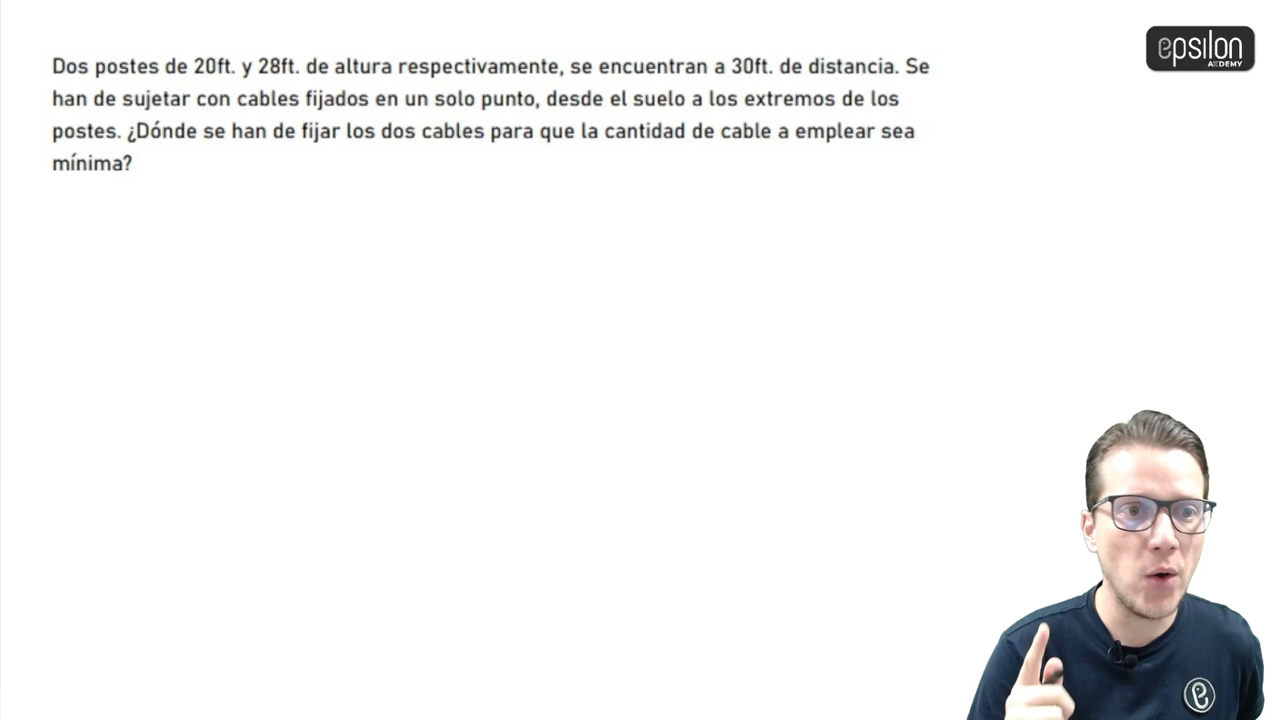 epsilon
AKDEMY
Dos postes de 20ft. y 28ft. de altura respectivamente, se encuentran a 30ft. de distancia. Se
han de sujetar con cables fijados en un solo punto, desde el suelo a los extremos de los
postes. ¿Dónde se han de fijar los dos cables para que la cantidad de cable a emplear sea
mínima?